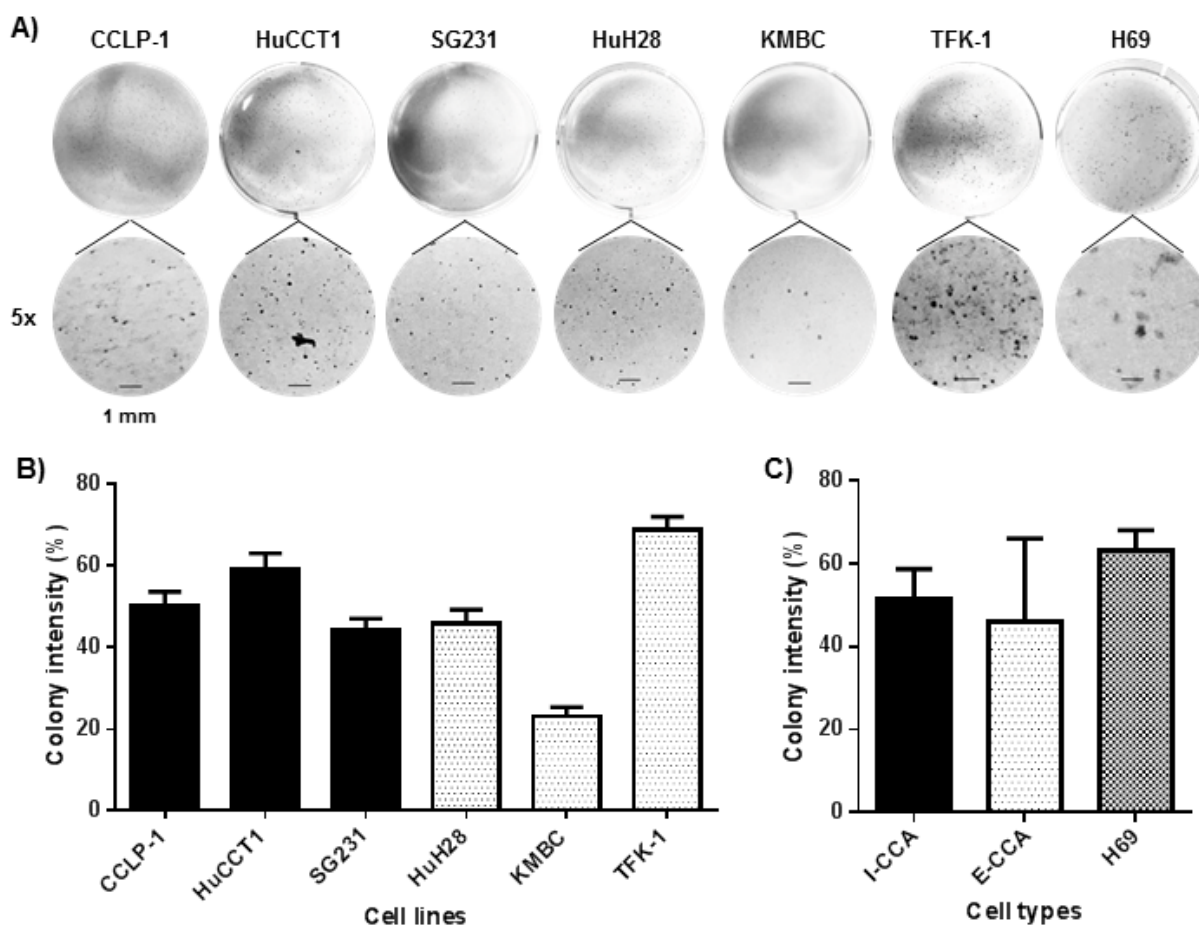 A)
CCLP-1 HuCCT1 SG231 HuH28 KMBC TFK-1 H69
5x
1 mm
B)
Colony intensity (%)
80
60
40
20
0
CCLP-1 HuCCT1 SG231 HuH28 KMBC TFK-1
Cell lines
C)
Colony intensity (%)
80
60
40
20
0
I-CCA E-CCA H69
Cell types